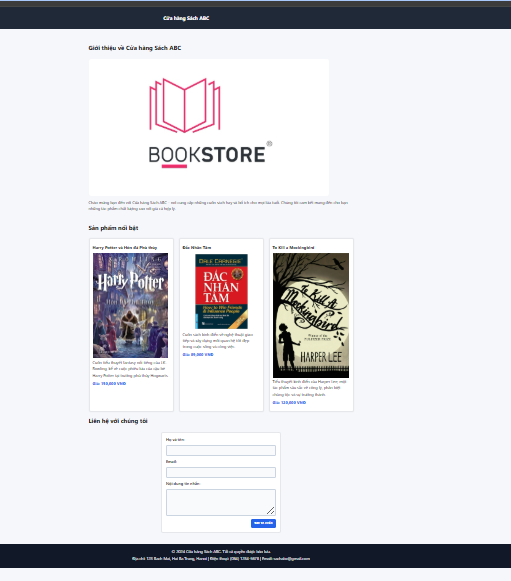 Cửa hàng Sách ABC
Giới thiệu về Cửa hàng Sách ABC
BOOKSTORE
Chào mừng bạn đến với Cửa hàng Sách ABC - nơi cung cấp những cuốn sách hay và bổ ích cho mọi lứa tuổi. Chúng tôi cam kết mang đến cho bạn
những tác phẩm chất lượng cao với giá cả hợp lý.
Sản phẩm nổi bật
Harry Potter và Hòn đá Phù thủy
Harry Potter
Cuốn tiểu thuyết fantasy nổi tiếng của J.K.
Rowling, kể về cuộc phiêu lưu của cậu bé
Harry Potter tại trường phù thủy Hogwarts.
Giá: 150,000 VNĐ
Đắc Nhân Tâm
DALE CARNEGIE
ĐẮC
NHÂN
TÂM
How to Win Friends
& Influence People
Cuốn sách kinh điển về nghệ thuật giao
tiếp và xây dựng mối quan hệ tốt đẹp
trong cuộc sống và công việc.
Giá: 89,000 VNĐ
To Kill a Mockingbird
To Kill a
Mockingbird
HARPER LEE
Tiểu thuyết kinh điển của Harper Lee, một
tác phẩm sâu sắc về công lý, phân biệt
chủng tộc và sự trưởng thành.
Giá: 120,000 VNĐ
Liên hệ với chúng tôi
Họ và tên:
Email:
Nội dung tin nhắn:
Gửi tin nhắn
© 2024 Cửa hàng Sách ABC. Tất cả quyền được bảo lưu.
Địa chỉ: 123 Bạch Mai, Hai Bà Trưng, Hanoi | Điện thoại: (084) 1234-5678 | Email: